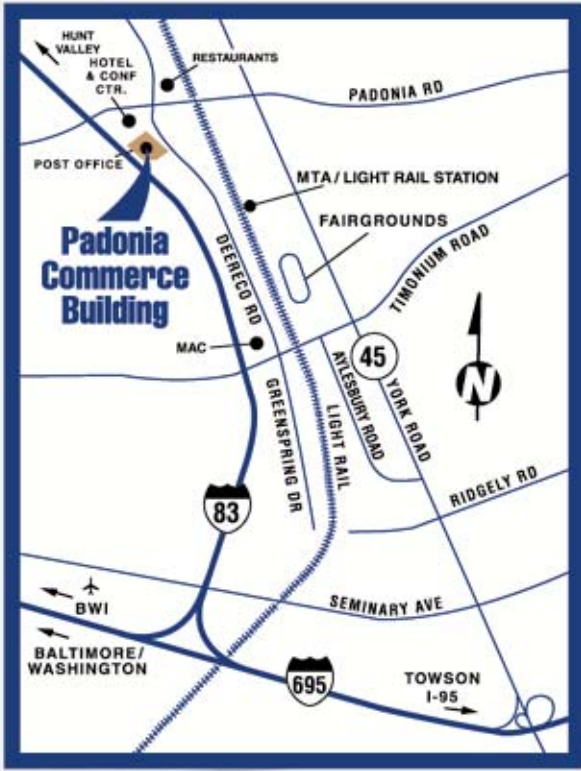 HUNT
VALLEY
HOTEL
& CONF
CTR.
RESTAURANTS
PADONIA RD
POST OFFICE
MTA / LIGHT RAIL STATION
Padonia
Commerce
Building
FAIRGROUNDS
DEERECO RD
TIMONIUM ROAD
MAC
45
N
GREENSPRING DR
LIGHT RAIL
AYLESBURY ROAD
YORK ROAD
83
RIDGELY RD
SEMINARY AVE
BWI
BALTIMORE/
WASHINGTON
695
TOWSON
I-95